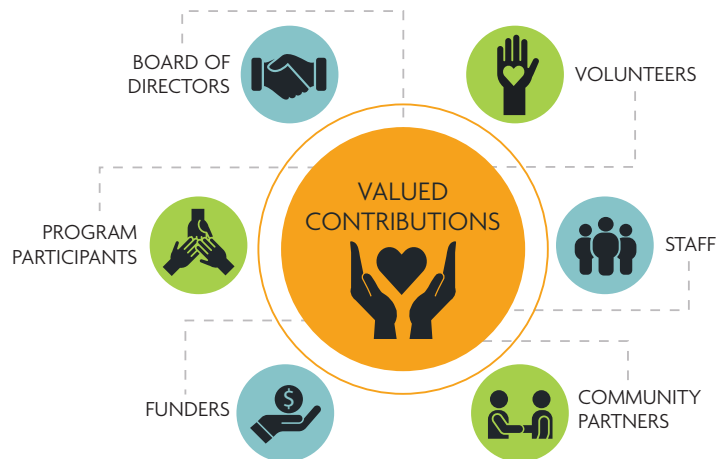 BOARD OF
DIRECTORS
VOLUNTEERS
VALUED
CONTRIBUTIONS
PROGRAM
PARTICIPANTS
STAFF
$
FUNDERS
COMMUNITY
PARTNERS